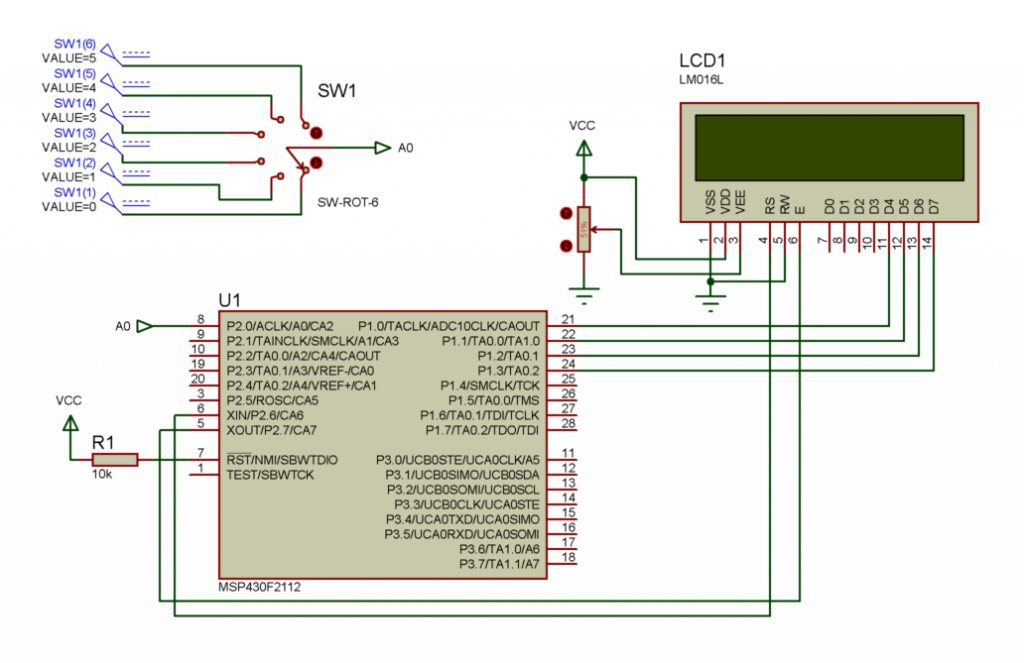 SW1(6)
VALUE=5
SW1(5)
VALUE=4
SW1(4)
VALUE=3
SW1(3)
VALUE=2
SW1(2)
VALUE=1
SW1(1)
VALUE=0
SW1
A0
SW-ROT-6
VCC
51%
LCD1
LM016L
VSS
VDD
VEE
RS
RW
E
D0
D1
D2
D3
D4
D5
D6
D7
1
2
3
4
5
6
7
8
9
10
11
12
13
14
U1
A0
8 P2.0/ACLK/A0/CA2 P1.0/TACLK/ADC10CLK/CAOUT 21
9 P2.1/TAINCLK/SMCLK/A1/CA3 P1.1/TA0.0/TA1.0 22
10 P2.2/TA0.0/A2/CA4/CAOUT P1.2/TA0.1 23
19 P2.3/TA0.1/A3/VREF-/CA0 P1.3/TA0.2 24
20 P2.4/TA0.2/A4/VREF+/CA1 P1.4/SMCLK/TCK 25
3 P2.5/ROSC/CA5 P1.5/TA0.0/TMS 26
6 XIN/P2.6/CA6 P1.6/TA0.1/TDI/TCLK 27
5 XOUT/P2.7/CA7 P1.7/TA0.2/TDO/TDI 28
VCC
R1
10k
7 RST/NMI/SBWTDIO P3.0/UCB0STE/UCA0CLK/A5 11
1 TEST/SBWTCK P3.1/UCB0SIMO/UCB0SDA 12
P3.2/UCB0SOMI/UCB0SCL 13
P3.3/UCB0CLK/UCA0STE 14
P3.4/UCA0TXD/UCA0SIMO 15
P3.5/UCA0RXD/UCA0SOMI 16
P3.6/TA1.0/A6 17
P3.7/TA1.1/A7 18
MSP430F2112